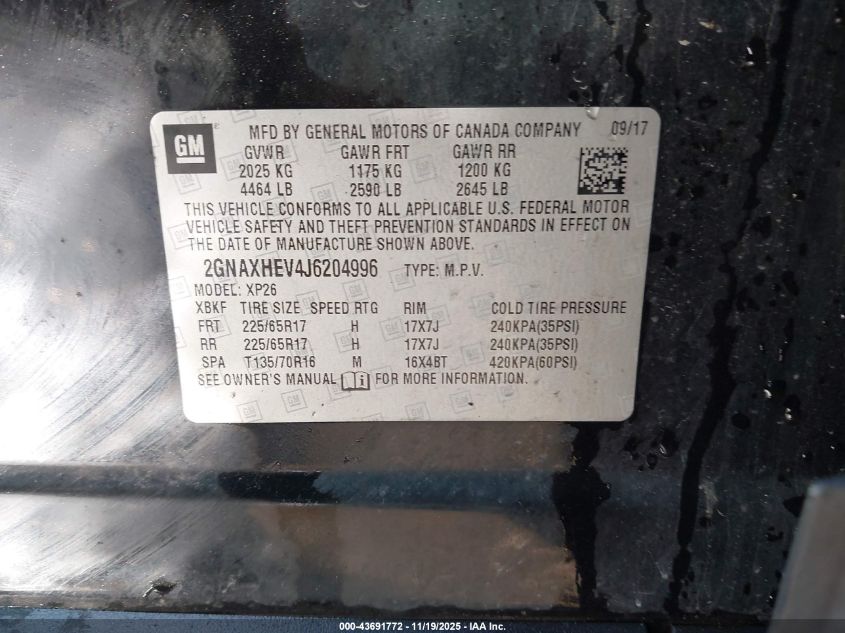 GM
MFD BY GENERAL MOTORS OF CANADA COMPANY 09/17
GVWR GAWR FRT GAWR RR
2025 KG 1175 KG 1200 KG
4464 LB 2590 LB 2645 LB
THIS VEHICLE CONFORMS TO ALL APPLICABLE U.S. FEDERAL MOTOR
VEHICLE SAFETY AND THEFT PREVENTION STANDARDS IN EFFECT ON
THE DATE OF MANUFACTURE SHOWN ABOVE.
2GNAXHEV4J6204996 TYPE: M.P.V.
MODEL: XP26
XBKF TIRE SIZE SPEED RTG RIM COLD TIRE PRESSURE
FRT 225/65R17 H 17X7J 240KPA(35PSI)
RR 225/65R17 H 17X7J 240KPA(35PSI)
SPA T135/70R16 M 16X4BT 420KPA(60PSI)
SEE OWNER'S MANUAL FOR MORE INFORMATION.
000-43691772 - 11/19/2025 - IAA Inc.